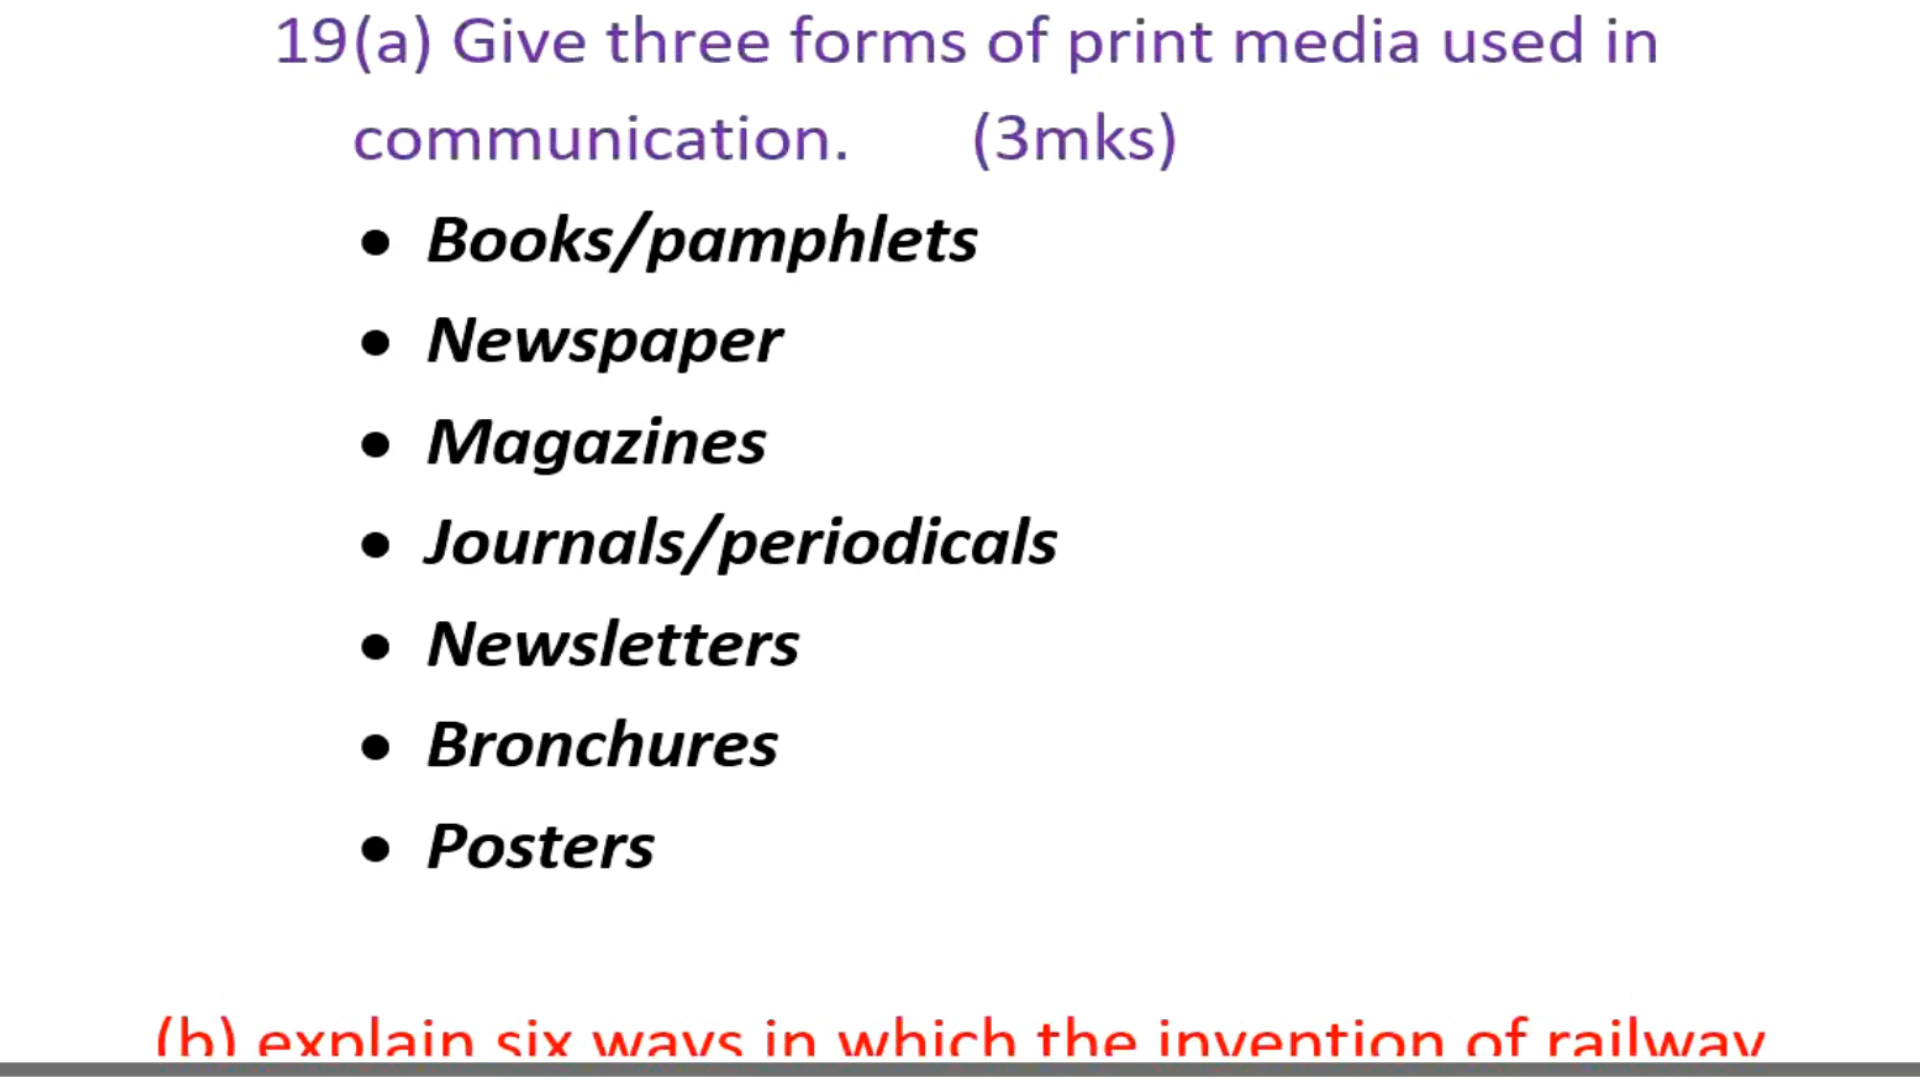 19(a) Give three forms of print media used in
communication. (3mks)
• Books/pamphlets
• Newspaper
• Magazines
• Journals/periodicals
• Newsletters
• Bronchures
• Posters
(b) explain six ways in which the invention of railway